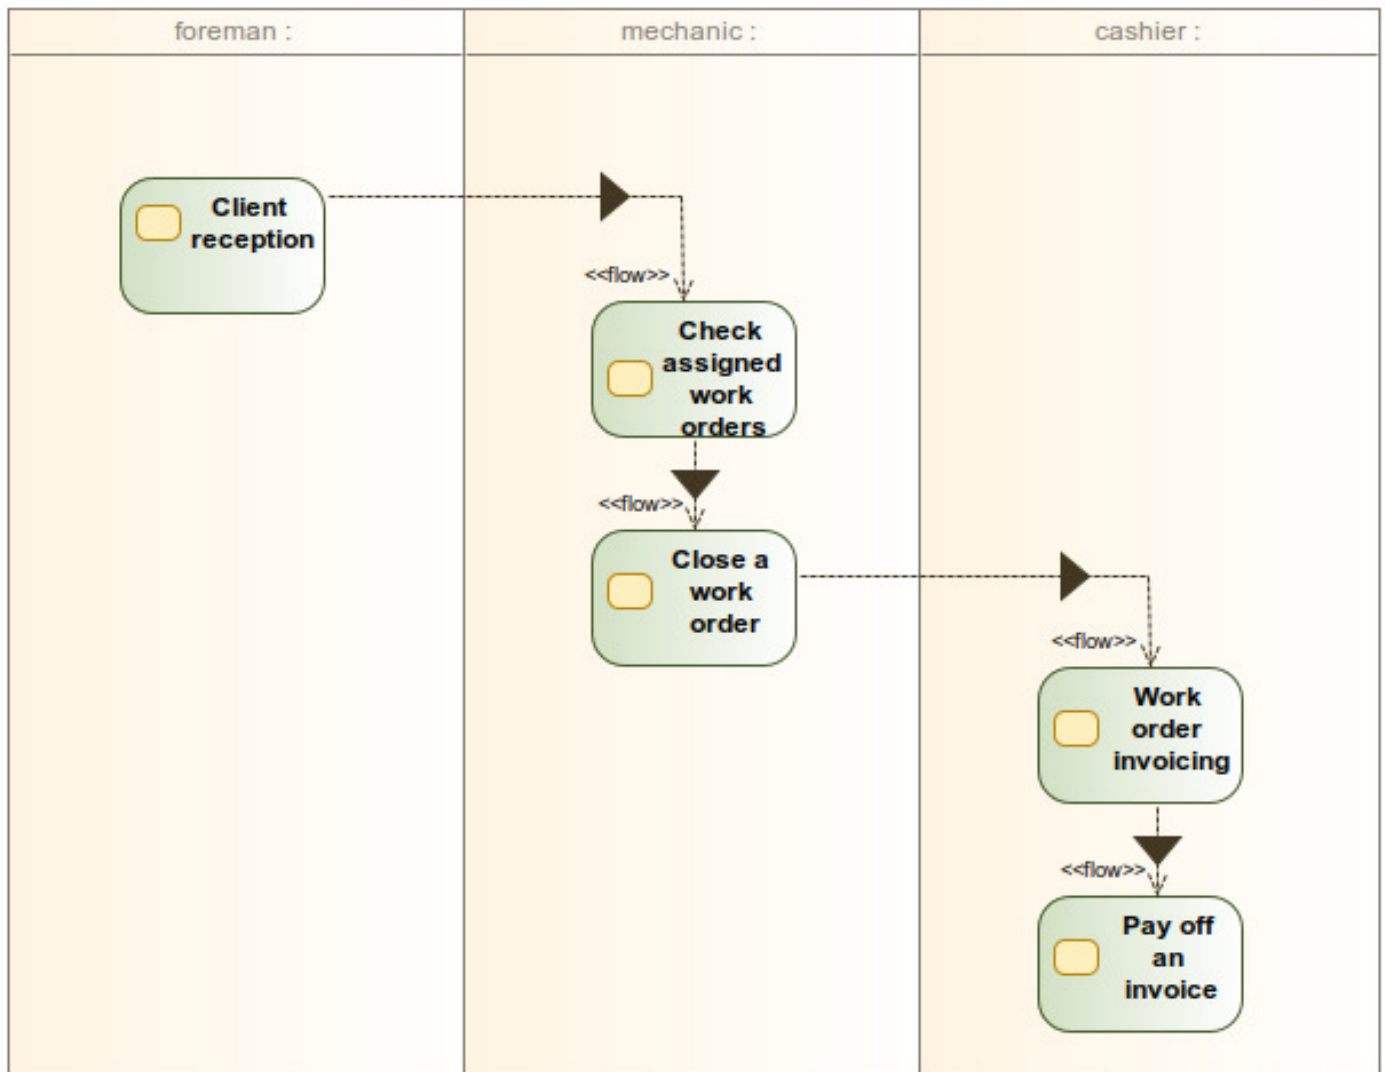 foreman :
mechanic :
cashier :
Client
reception
<<flow>>
Check
assigned
work
orders
<<flow>>
Close a
work
order
<<flow>>
Work
order
invoicing
<<flow>>
Pay off
an
invoice